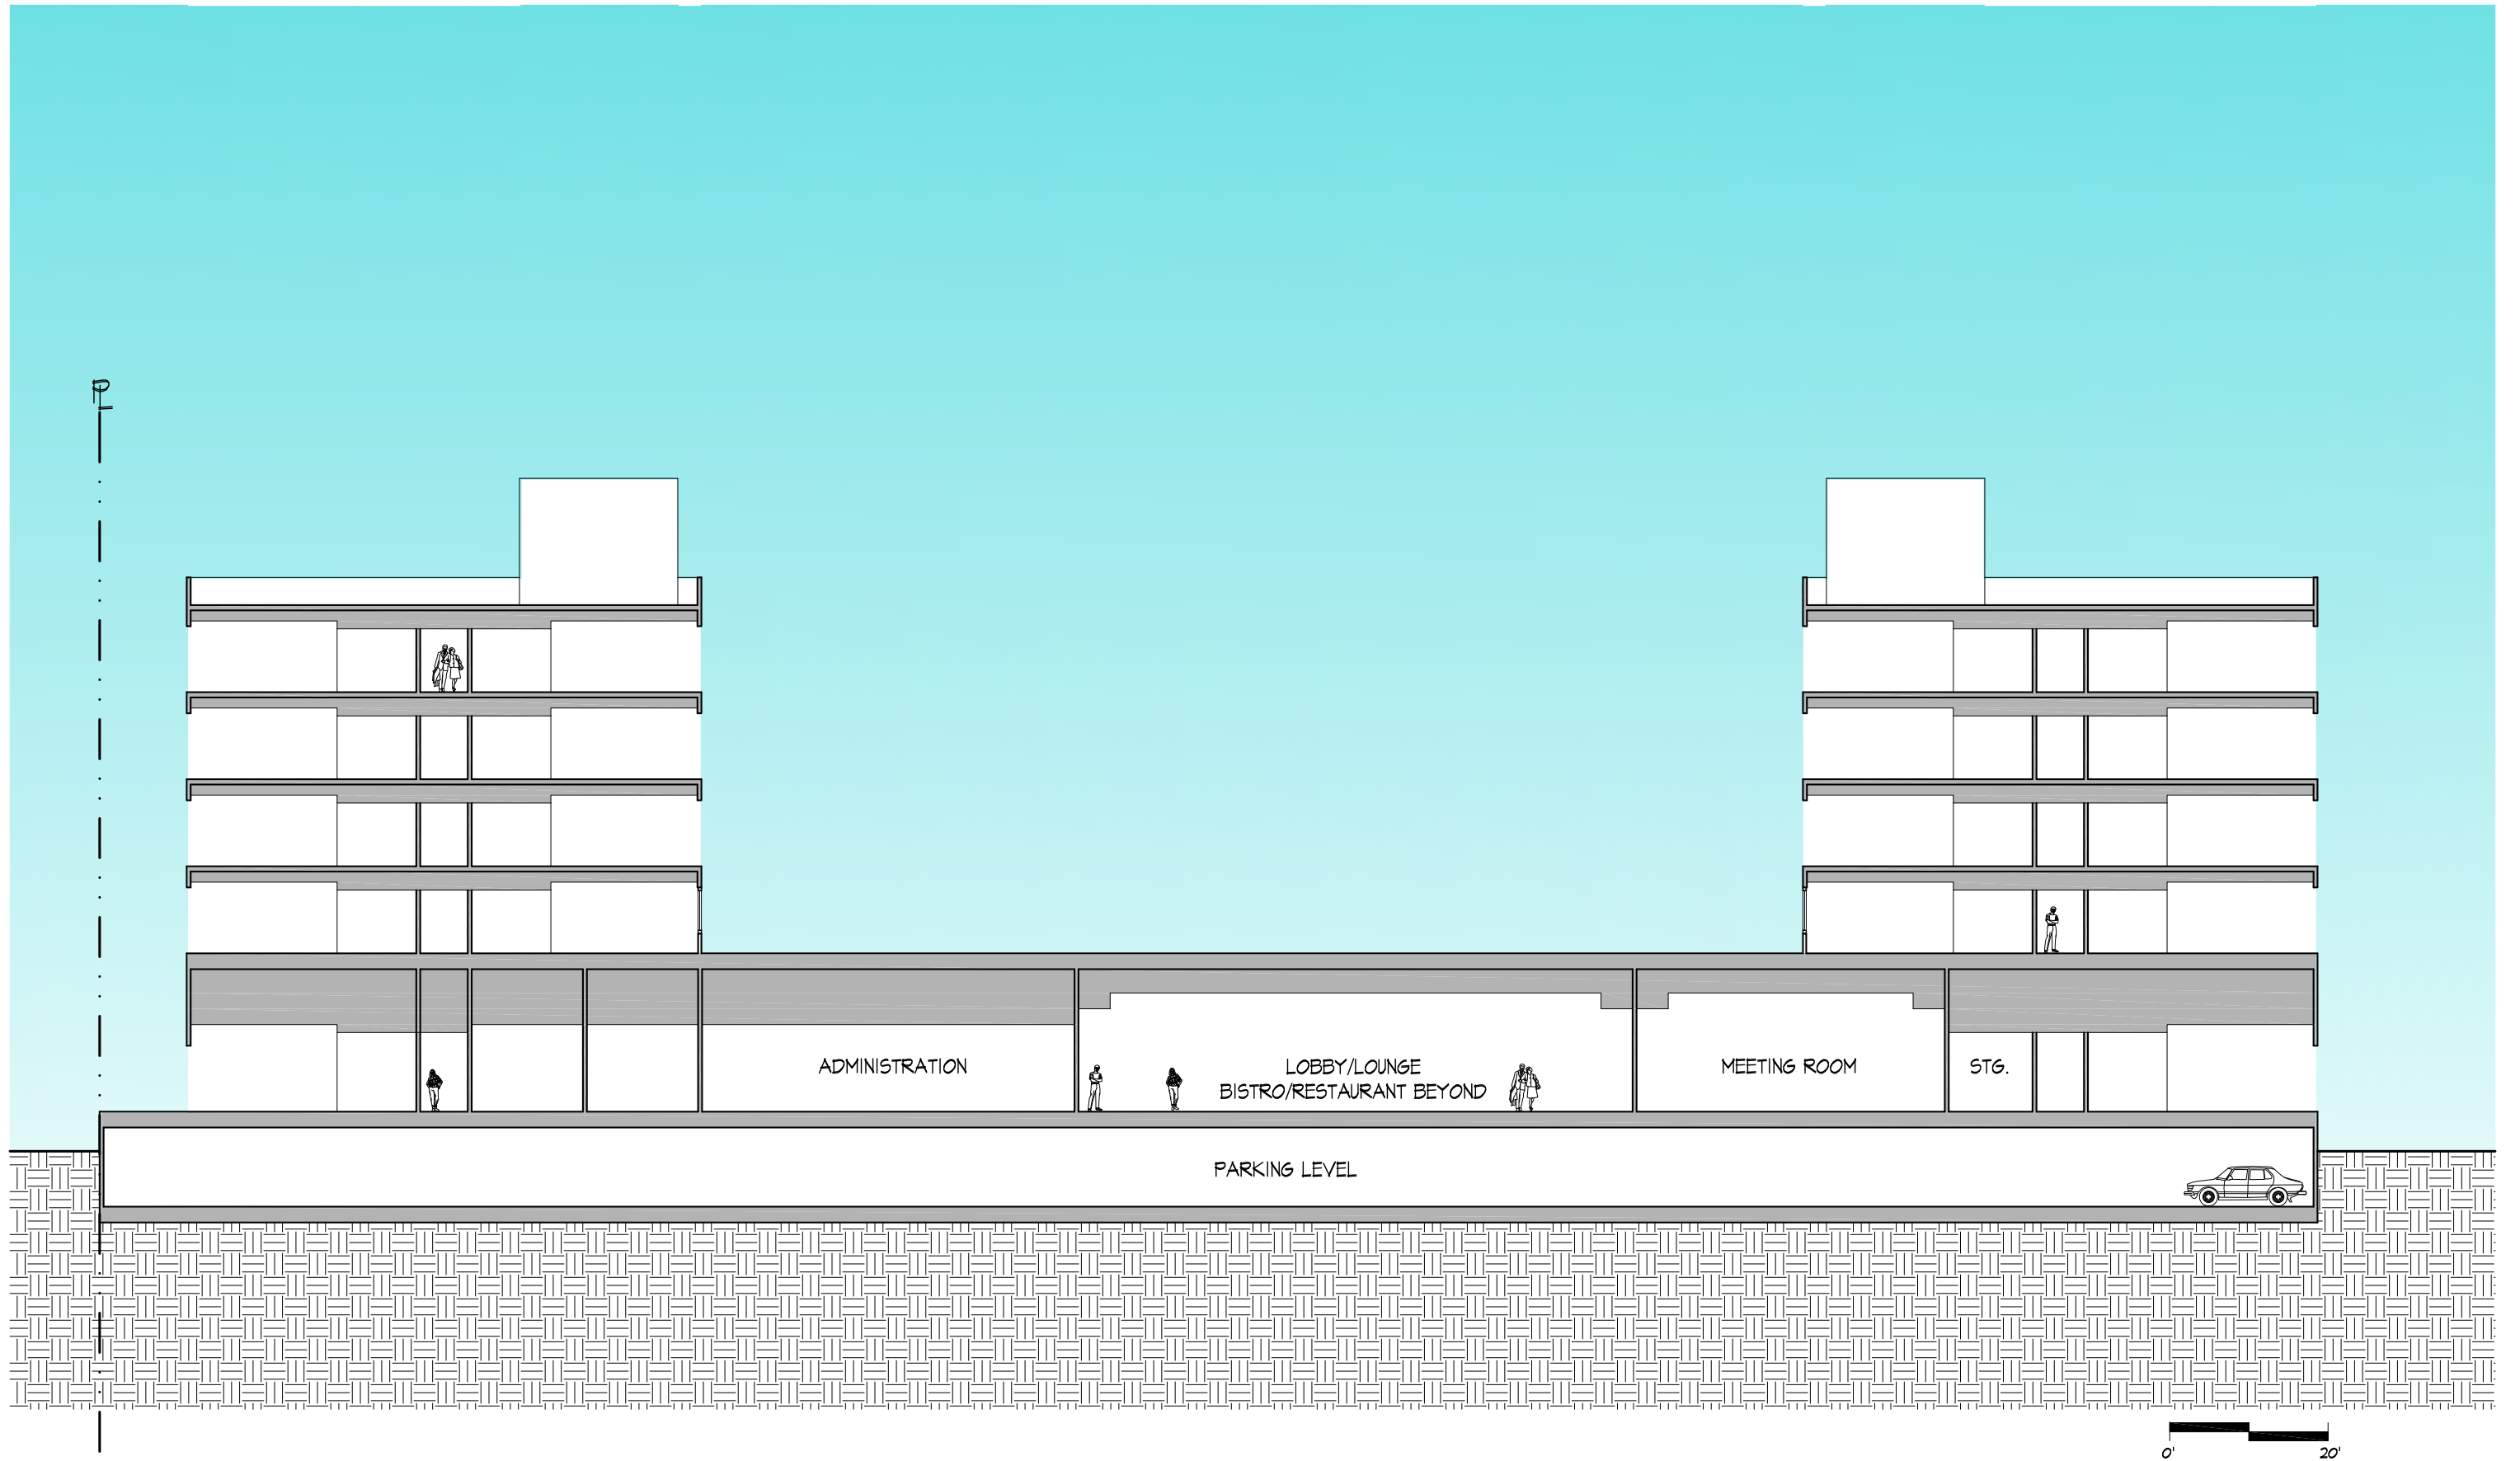 PL
ADMINISTRATION
LOBBY/LOUNGE
BISTRO/RESTAURANT BEYOND
MEETING ROOM
STG.
PARKING LEVEL
0' 20'